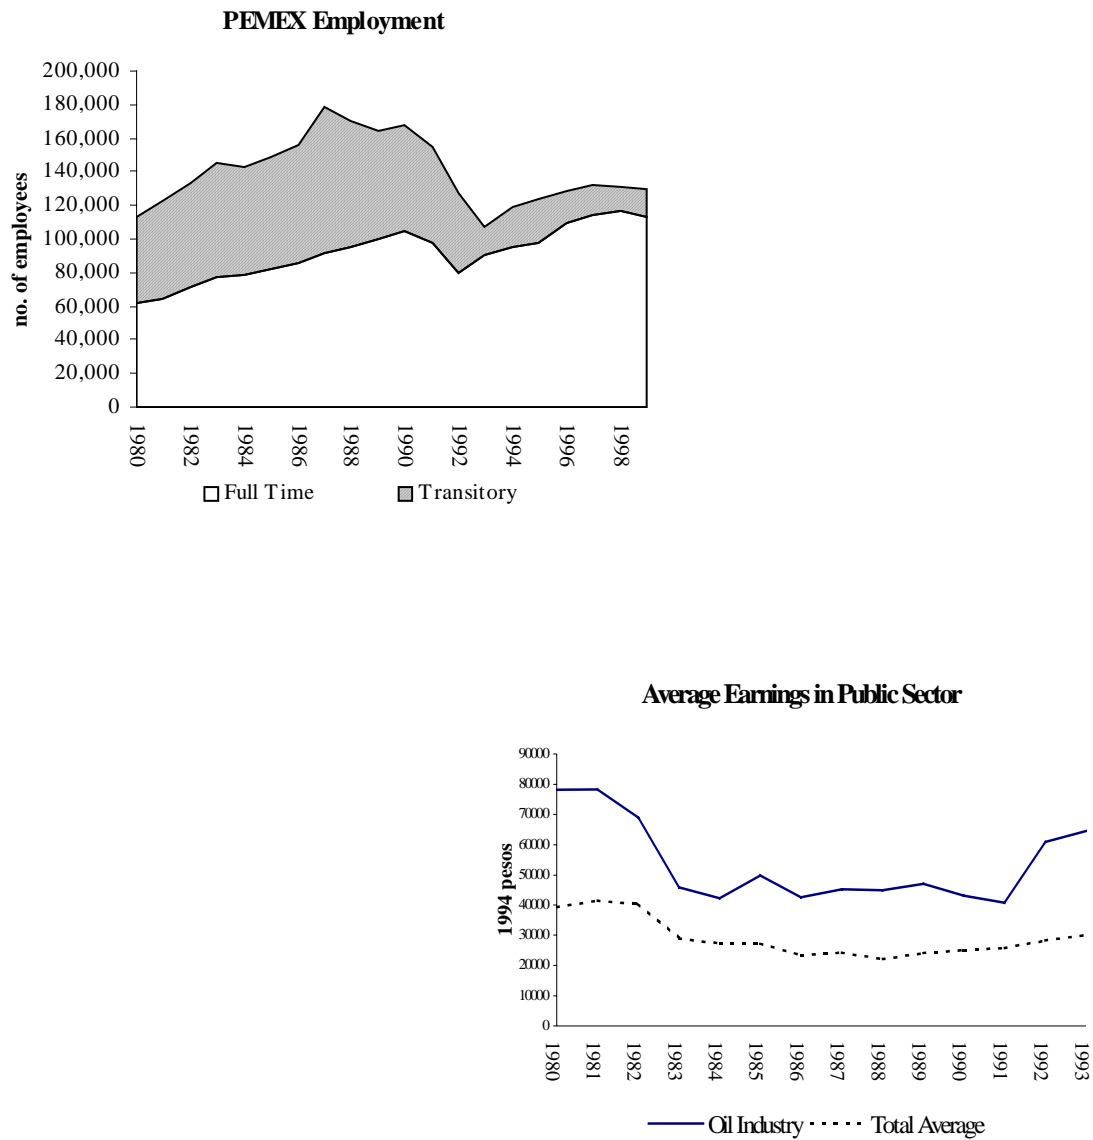 PEMEX Employment
200,000
180,000
160,000
140,000
120,000
100,000
80,000
60,000
40,000
20,000
0
no. of employees
1980 1982 1984 1986 1988 1990 1992 1994 1996 1998
Full Time Transitory
Average Earnings in Public Sector
90000
80000
70000
60000
50000
40000
30000
20000
10000
0
1994 pesos
1980 1981 1982 1983 1984 1985 1986 1987 1988 1989 1990 1991 1992 1993
Oil Industry Total Average